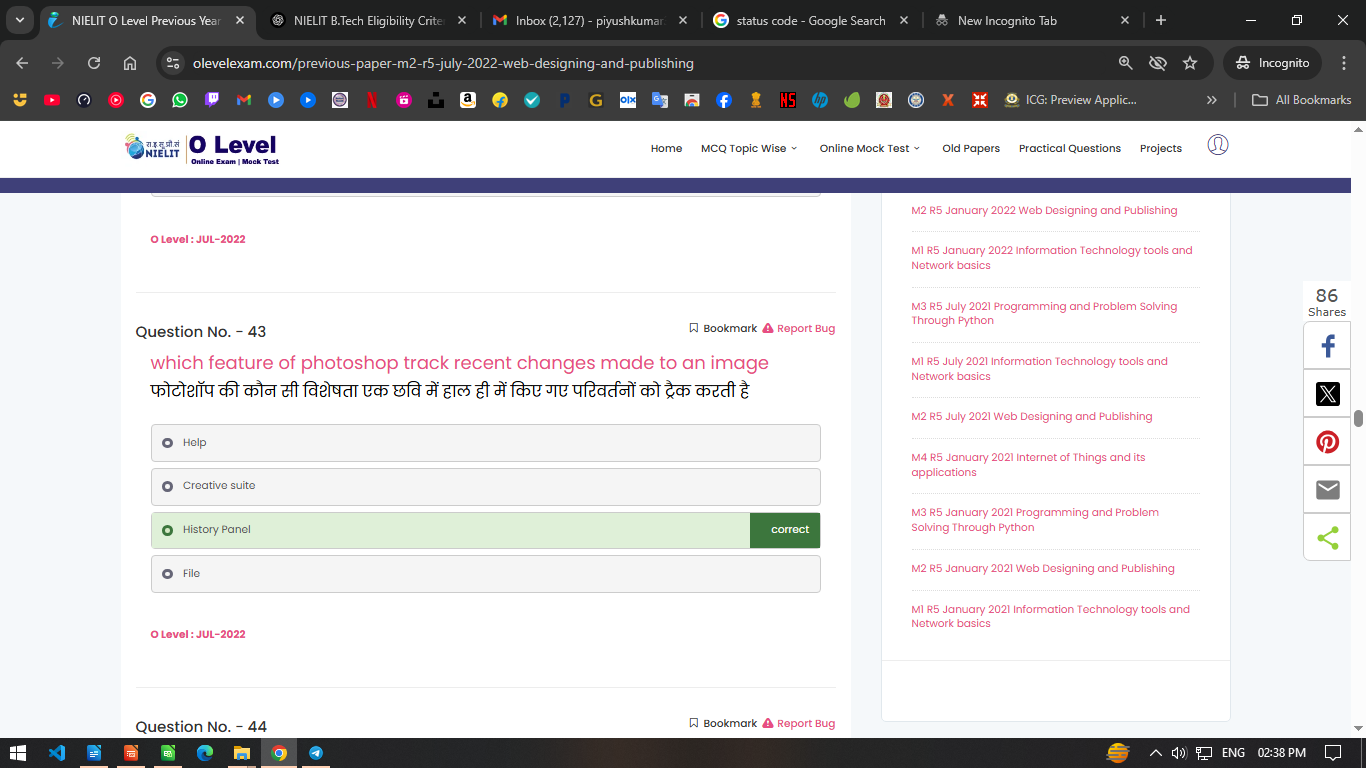 NIELIT O Level Previous Year
NIELIT B.Tech Eligibility Criter
Inbox (2,127) - piyushkumar
status code - Google Search
New Incognito Tab
olevelexam.com/previous-paper-m2-r5-july-2022-web-designing-and-publishing
Incognito
ICG: Preview Applic...
All Bookmarks
रा.इ.सू.प्रौ.सं
NIELIT
O Level
Online Exam | Mock Test
Home
MCQ Topic Wise
Online Mock Test
Old Papers
Practical Questions
Projects
O Level : JUL-2022
Question No. - 43
Bookmark
Report Bug
which feature of photoshop track recent changes made to an image
फोटोशॉप की कौन सी विशेषता एक छवि में हाल ही में किए गए परिवर्तनों को ट्रैक करती है
Help
Creative suite
History Panel
correct
File
O Level : JUL-2022
Question No. - 44
Bookmark
Report Bug
M2 R5 January 2022 Web Designing and Publishing
M1 R5 January 2022 Information Technology tools and
Network basics
M3 R5 July 2021 Programming and Problem Solving
Through Python
M1 R5 July 2021 Information Technology tools and
Network basics
M2 R5 July 2021 Web Designing and Publishing
M4 R5 January 2021 Internet of Things and its
applications
M3 R5 January 2021 Programming and Problem
Solving Through Python
M2 R5 January 2021 Web Designing and Publishing
M1 R5 January 2021 Information Technology tools and
Network basics
86
Shares
ENG
02:38 PM